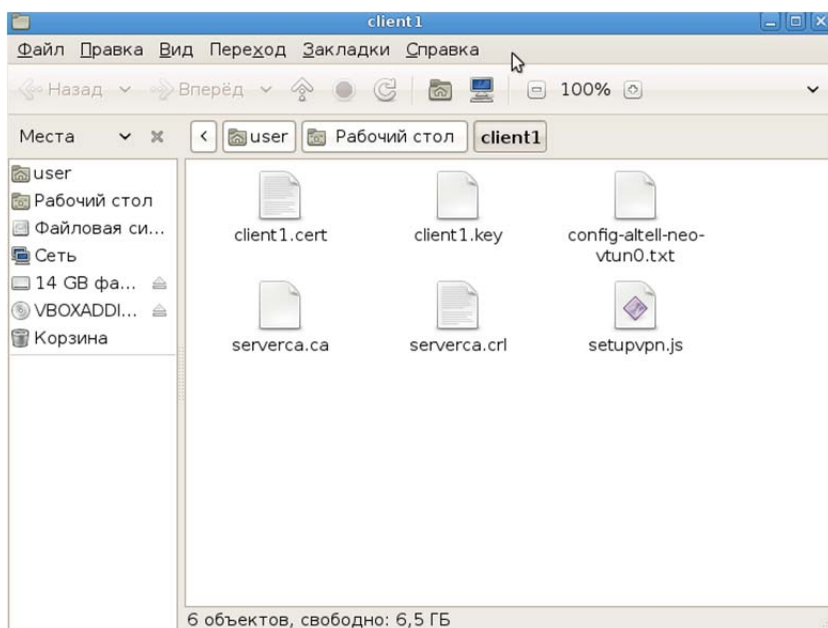 client1
Файл Правка Вид Переход Закладки Справка
Назад Вперёд 100%
Места user Рабочий стол client1
user
Рабочий стол
Файловая си...
Сеть
14 GB фа...
VBOXADDI...
Корзина
client1.cert client1.key config-altell-neo-
vtun0.txt
serverca.ca serverca.crl setupvpn.js
6 объектов, свободно: 6,5 ГБ